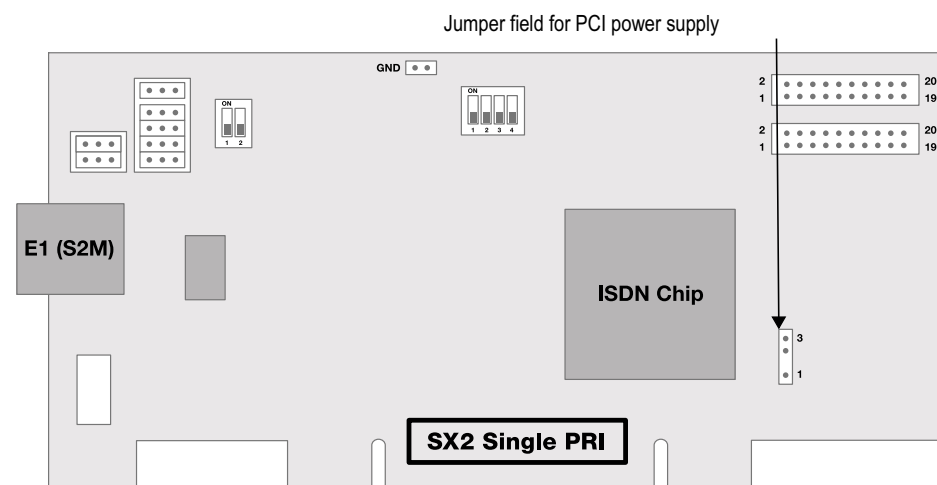 Jumper field for PCI power supply
GND
ON
1 2
ON
1 2 3 4
2 20
1 19
2 20
1 19
E1 (S2M)
ISDN Chip
3
1
SX2 Single PRI